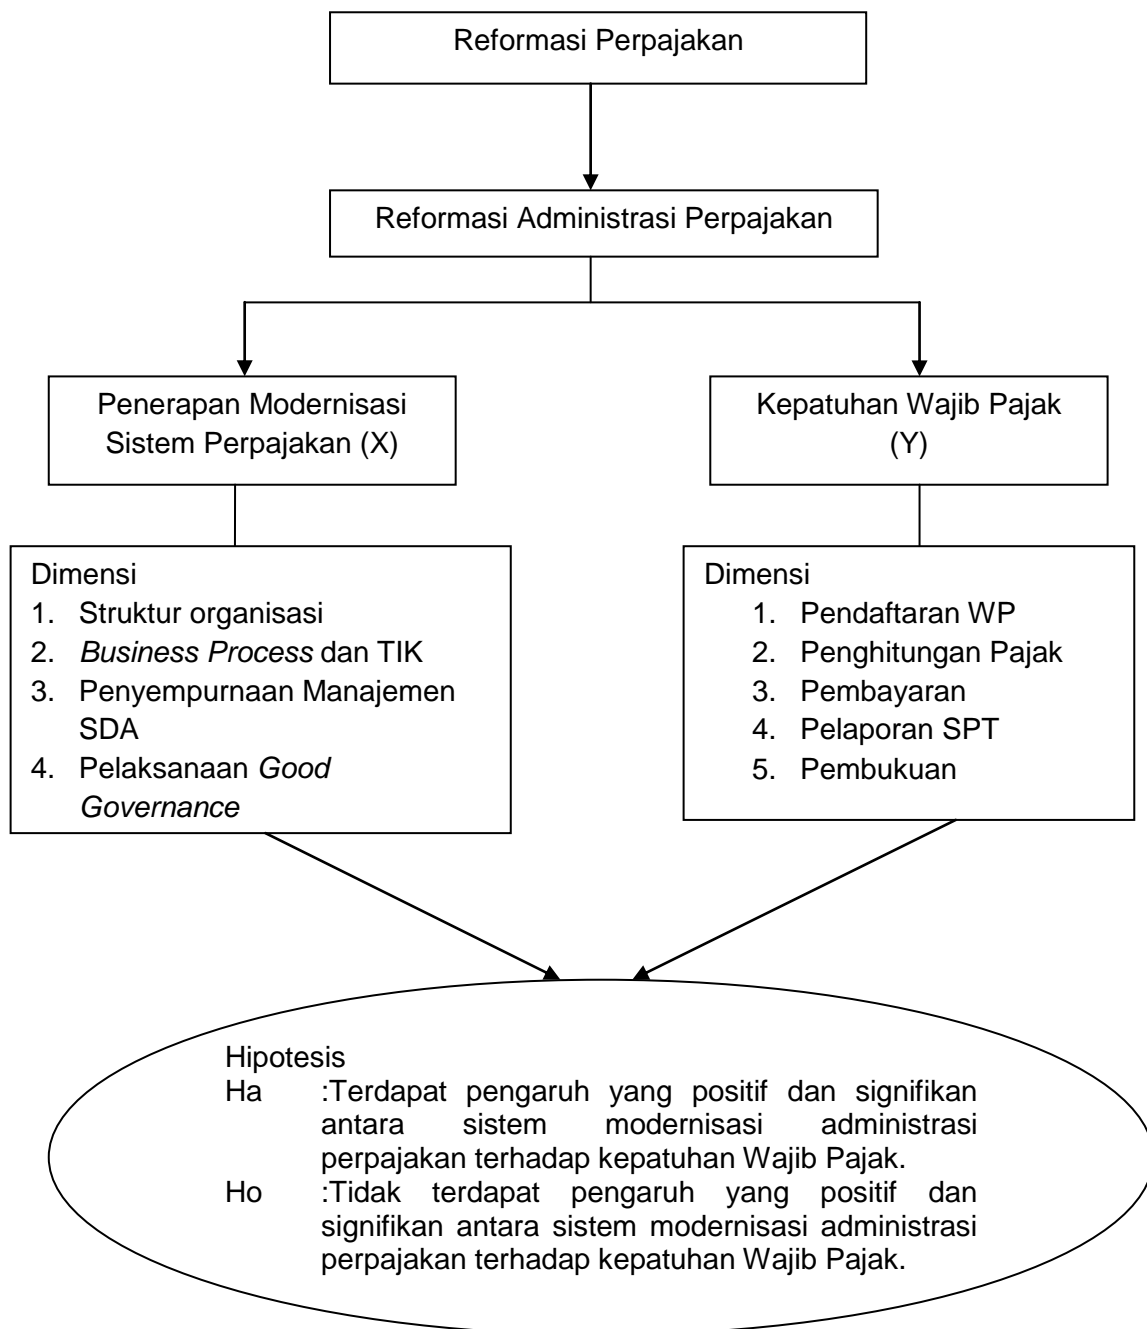 Reformasi Perpajakan
Reformasi Administrasi Perpajakan
Penerapan Modernisasi
Sistem Perpajakan (X)
Kepatuhan Wajib Pajak
(Y)
Dimensi
1. Struktur organisasi
2. Business Process dan TIK
3. Penyempurnaan Manajemen
SDA
4. Pelaksanaan Good
Governance
Dimensi
1. Pendaftaran WP
2. Penghitungan Pajak
3. Pembayaran
4. Pelaporan SPT
5. Pembukuan
Hipotesis
Ha :Terdapat pengaruh yang positif dan signifikan
antara sistem modernisasi administrasi
perpajakan terhadap kepatuhan Wajib Pajak.
Ho :Tidak terdapat pengaruh yang positif dan
signifikan antara sistem modernisasi administrasi
perpajakan terhadap kepatuhan Wajib Pajak.